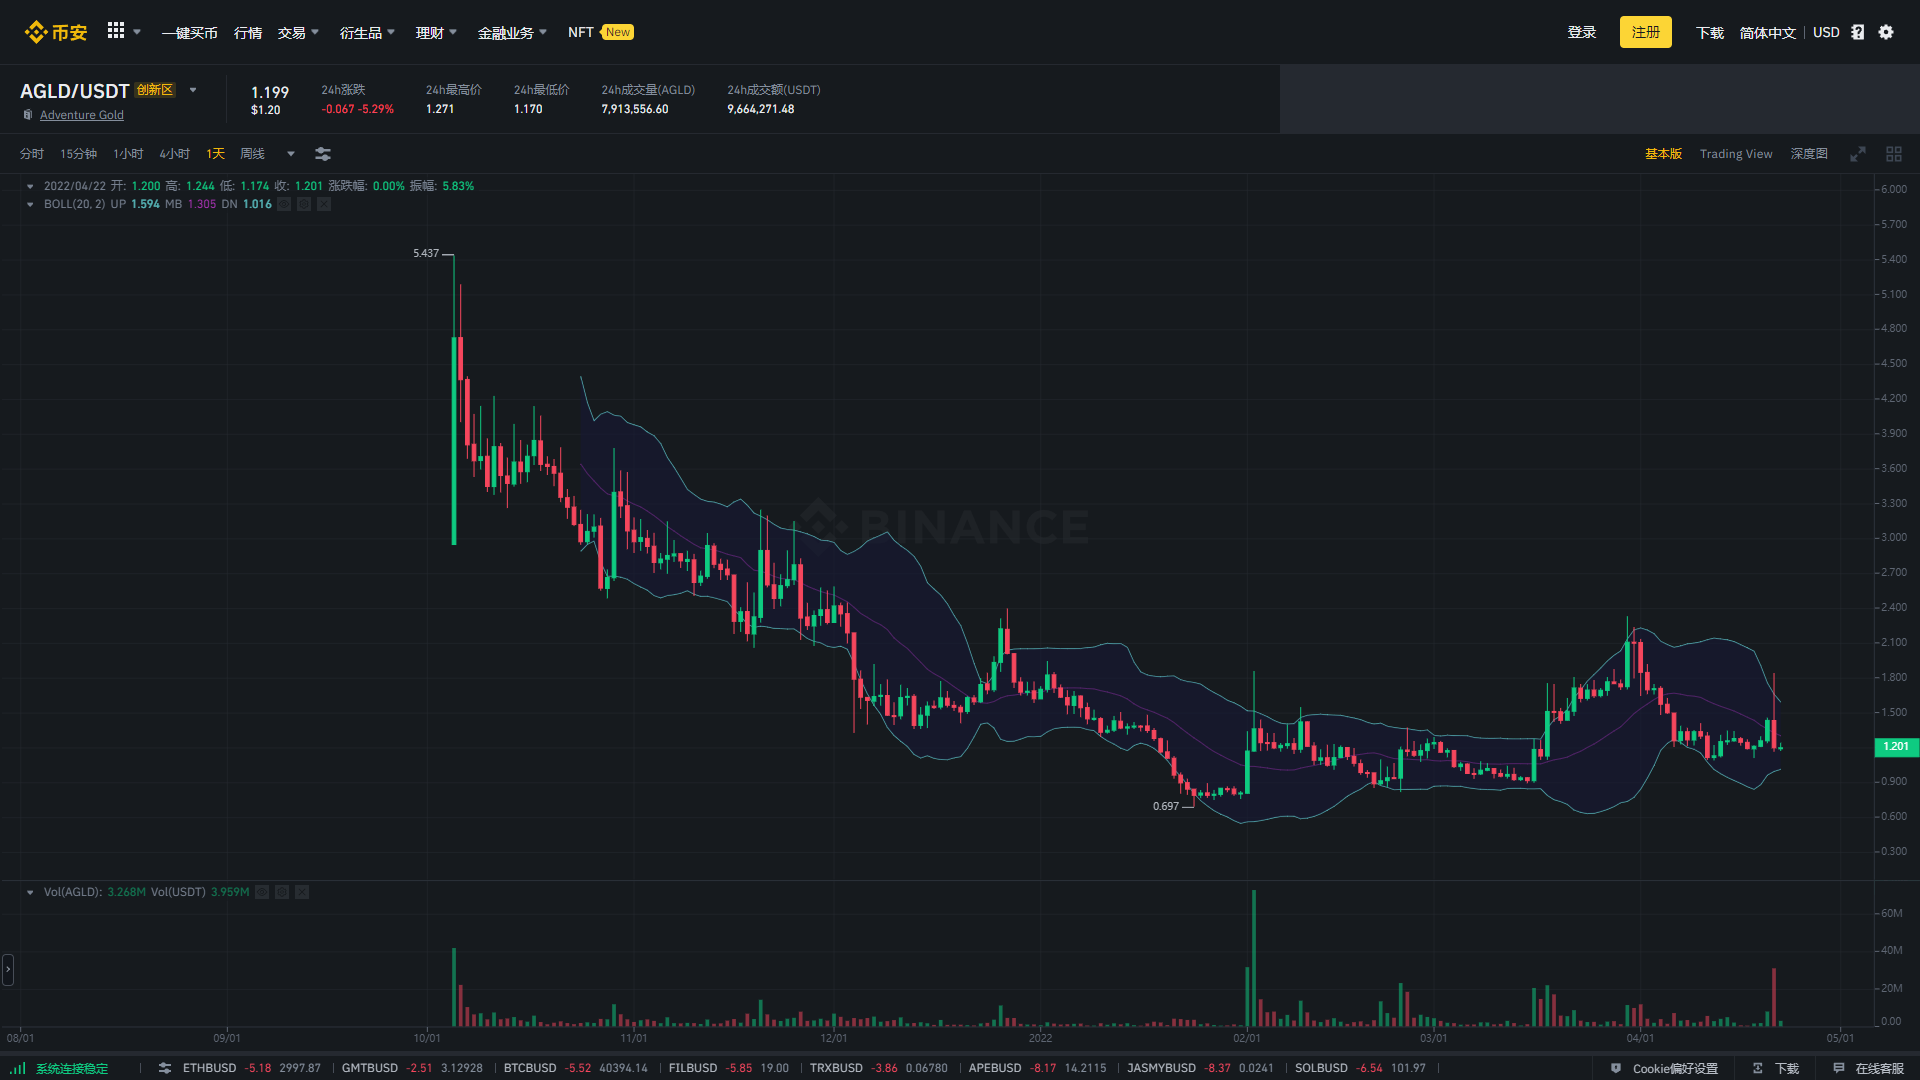 币安 一键买币 行情 交易 衍生品 理财 金融业务 NFT New 登录 注册 下载 简体中文 USD
AGLD/USDT 创新区
Adventure Gold
1.199
$1.20
24h涨跌
-0.067 -5.29%
24h最高价
1.271
24h最低价
1.170
24h成交量(AGLD)
7,913,556.60
24h成交额(USDT)
9,664,271.48
分时 15分钟 1小时 4小时 1天 周线 基本版 Trading View 深度图
2022/04/22 开: 1.200 高: 1.244 低: 1.174 收: 1.201 涨跌幅: 0.00% 振幅: 5.83%
BOLL(20, 2) UP 1.594 MB 1.305 DN 1.016
6.000
5.700
5.400
5.100
4.800
4.500
4.200
3.900
3.600
3.300
3.000
2.700
2.400
2.100
1.800
1.500
1.201
0.900
0.600
0.300
5.437
BINANCE
0.697
Vol(AGLD): 3.268M Vol(USDT) 3.959M
60M
40M
20M
0.00
08/01 09/01 10/01 11/01 12/01 2022 02/01 03/01 04/01 05/01
系统连接稳定 ETHBUSD -5.18 2997.87 GMTBUSD -2.51 3.12928 BTCBUSD -5.52 40394.14 FILBUSD -5.85 19.00 TRXBUSD -3.86 0.06780 APEBUSD -8.17 14.2115 JASMYBUSD -8.37 0.0241 SOLBUSD -6.54 101.97 Cookie偏好设置 下载 在线客服